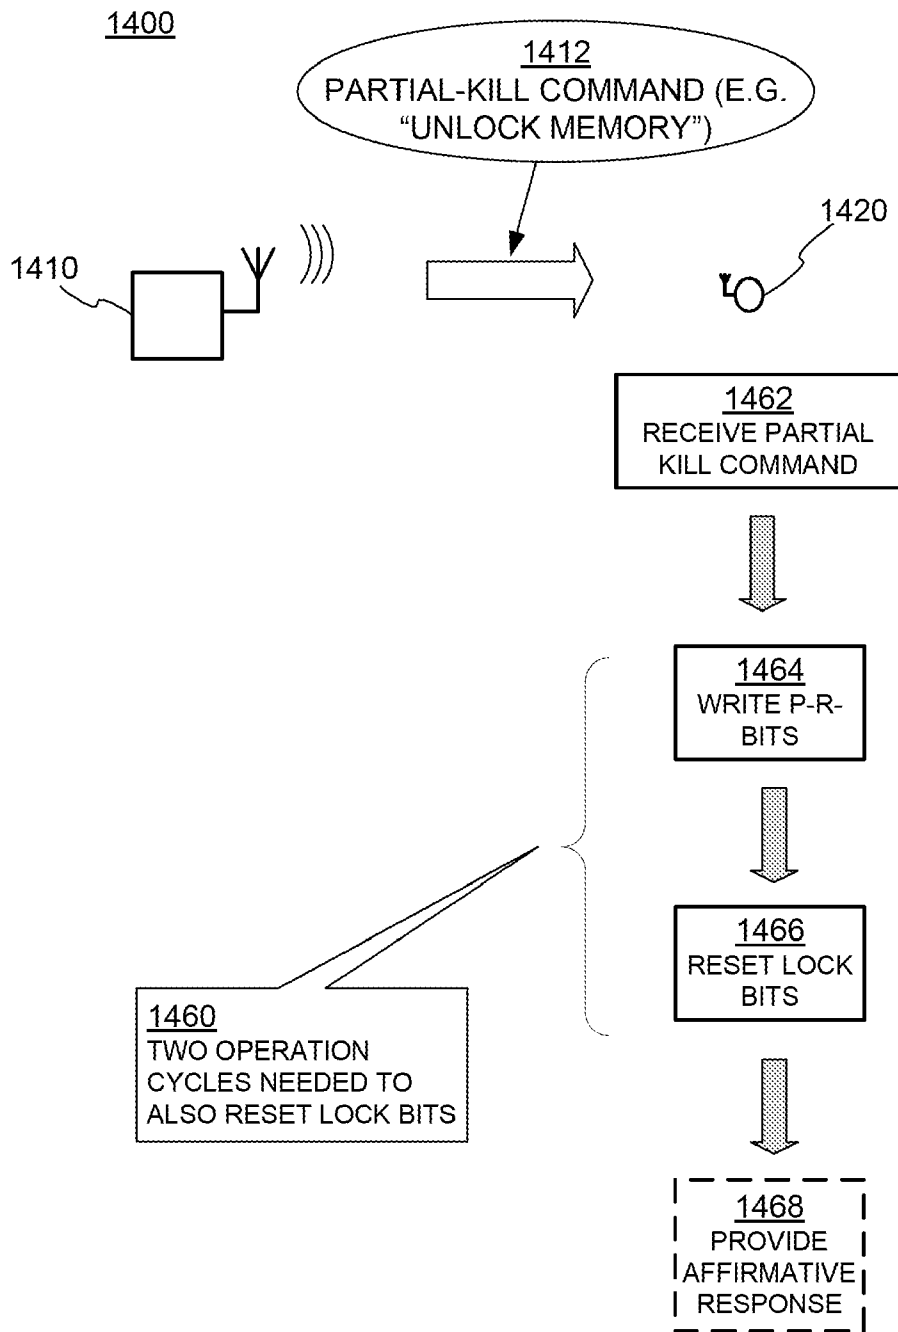 1400
1412
PARTIAL-KILL COMMAND (E.G.
“UNLOCK MEMORY”)
1420
1410
1462
RECEIVE PARTIAL
KILL COMMAND
1464
WRITE P-R-
BITS
1466
RESET LOCK
BITS
1460
TWO OPERATION
CYCLES NEEDED TO
ALSO RESET LOCK BITS
1468
PROVIDE
AFFIRMATIVE
RESPONSE